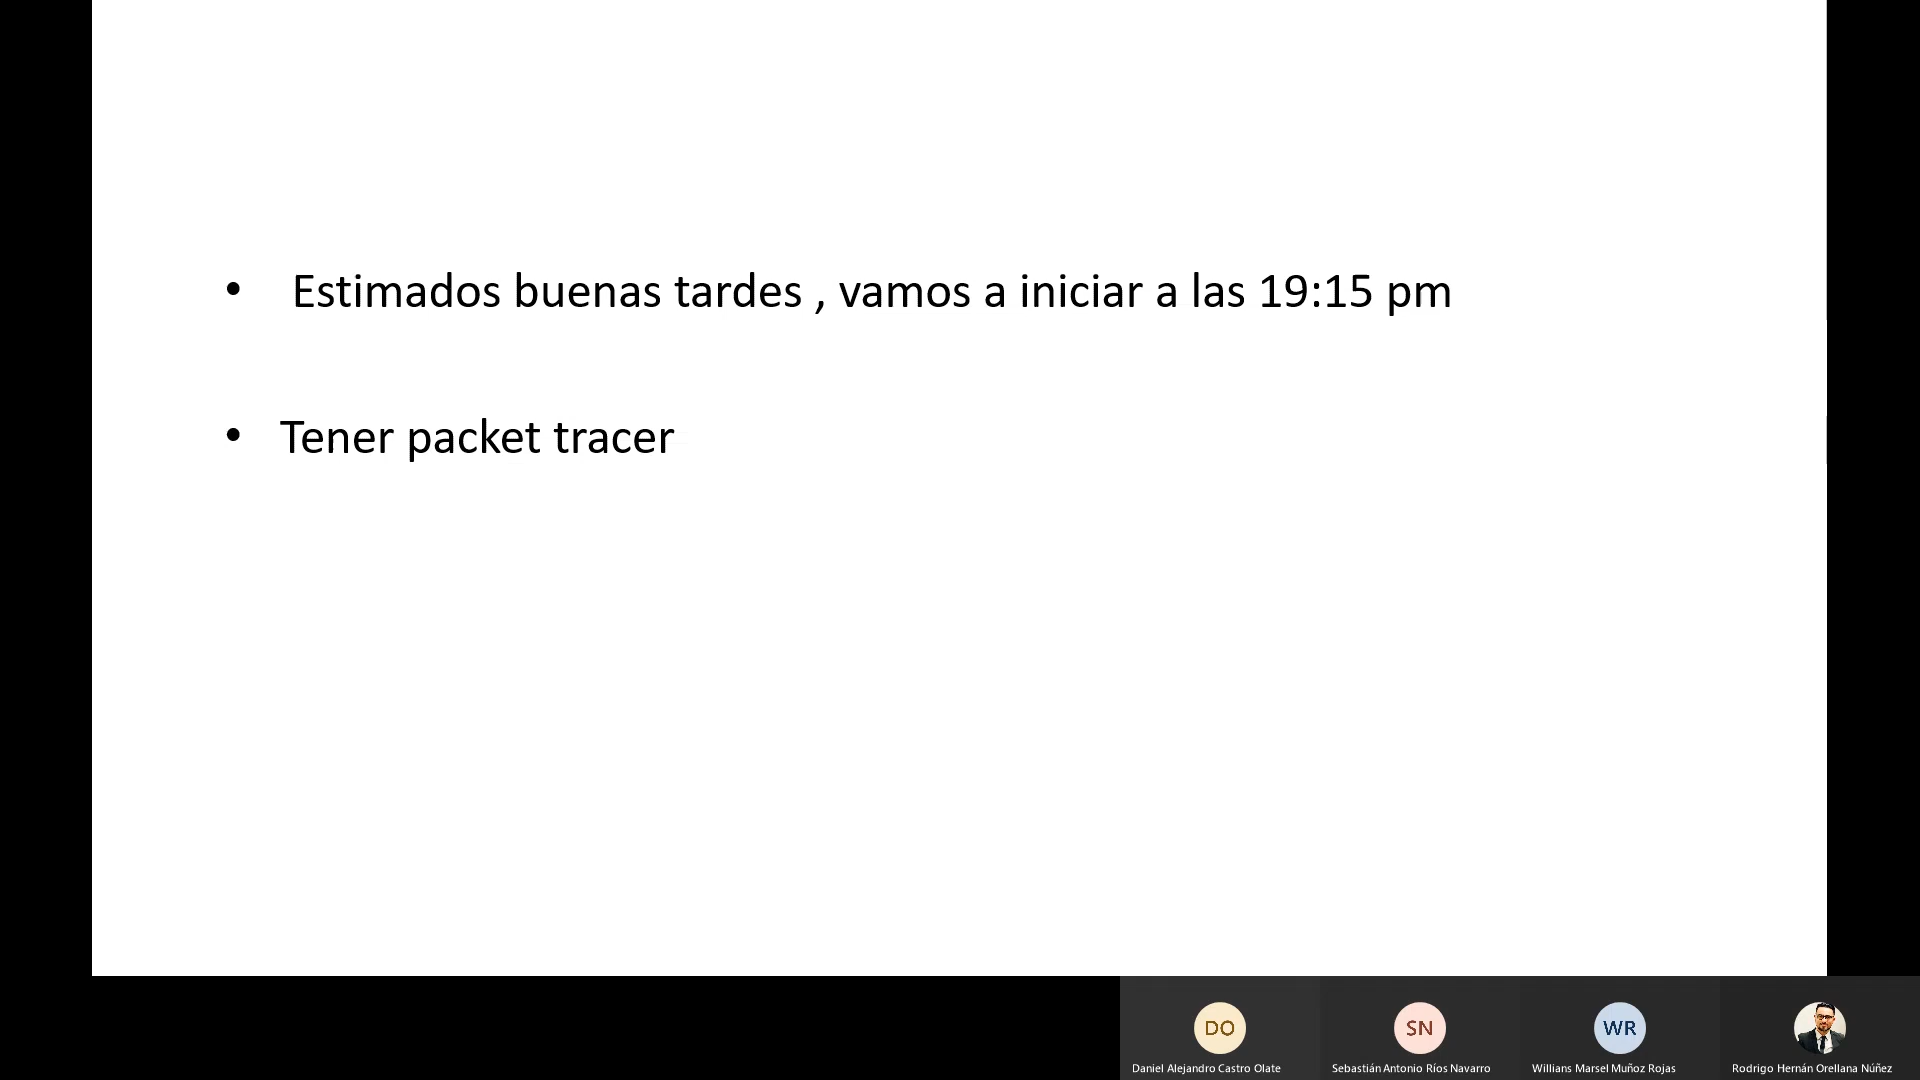 • Estimados buenas tardes , vamos a iniciar a las 19:15 pm
• Tener packet tracer
DO
SN
WR
Daniel Alejandro Castro Olate
Sebastián Antonio Ríos Navarro
Willians Marsel Muñoz Rojas
Rodrigo Hernán Orellana Núñez